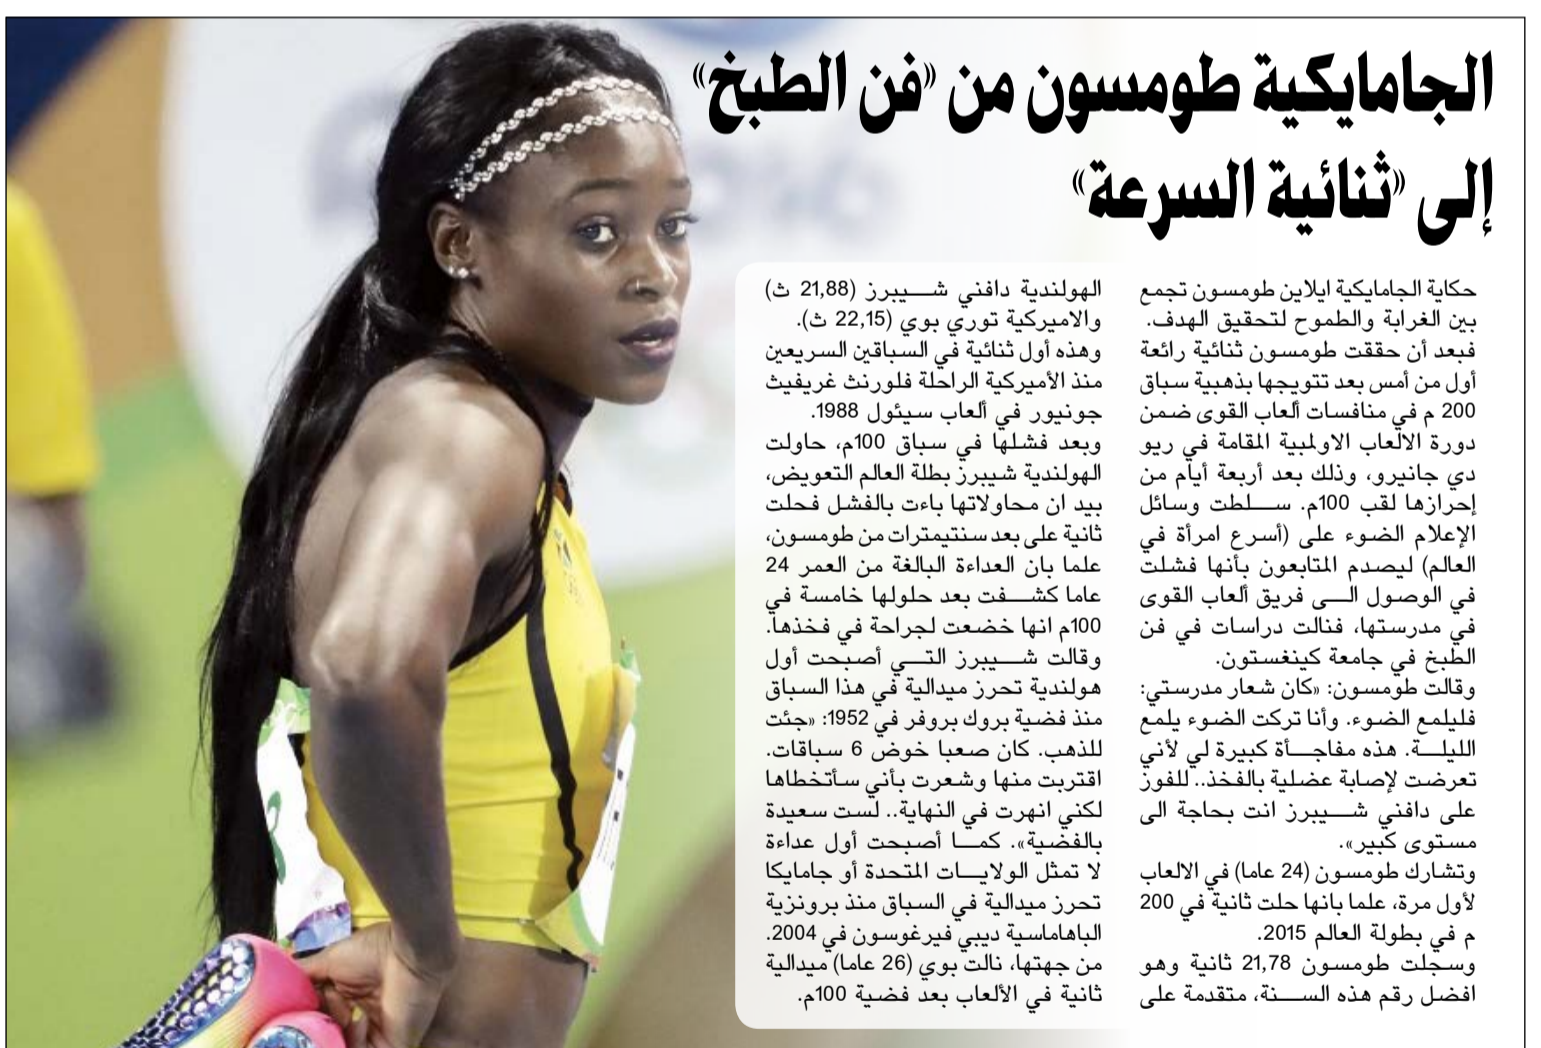 الجامايكية طومسون من «فن الطبخ»
إلى «ثنائية السرعة»
حكاية الجامايكية ايلاين طومسون تجمع
بين الغرابة والطموح لتحقيق الهدف.
فبعد أن حققت طومسون ثنائية رائعة
أول من أمس بعد تتويجها بذهبية سباق
200 م في منافسات ألعاب القوى ضمن
دورة الالعاب الاولمبية المقامة في ريو
دي جانيرو، وذلك بعد أربعة أيام من
إحرازها لقب 100م. سلطت وسائل
الإعلام الضوء على (أسرع امرأة في
العالم) ليصدم المتابعون بأنها فشلت
في الوصول الى فريق ألعاب القوى
في مدرستها، فنالت دراسات في فن
الطبخ في جامعة كينغستون.
وقالت طومسون: «كان شعار مدرستي:
فليلمع الضوء. وأنا تركت الضوء يلمع
الليلة. هذه مفاجأة كبيرة لي لأني
تعرضت لإصابة عضلية بالفخذ.. للفوز
على دافني شيبرز انت بحاجة الى
مستوى كبير».
وتشارك طومسون (24 عاما) في الالعاب
لأول مرة، علما بانها حلت ثانية في 200
م في بطولة العالم 2015.
وسجلت طومسون 21,78 ثانية وهو
افضل رقم هذه السنة، متقدمة على
الهولندية دافني شيبرز (21,88 ث)
والاميركية توري بوي (22,15 ث).
وهذه أول ثنائية في السباقين السريعين
منذ الأميركية الراحلة فلورنث غريفيث
جونيور في ألعاب سيئول 1988.
وبعد فشلها في سباق 100م، حاولت
الهولندية شيبرز بطلة العالم التعويض،
بيد ان محاولاتها باءت بالفشل فحلت
ثانية على بعد سنتيمترات من طومسون،
علما بان العداءة البالغة من العمر 24
عاما كشفت بعد حلولها خامسة في
100م انها خضعت لجراحة في فخذها.
وقالت شيبرز التي أصبحت أول
هولندية تحرز ميدالية في هذا السباق
منذ فضية بروك بروفر في 1952: «جئت
للذهب. كان صعبا خوض 6 سباقات.
اقتربت منها وشعرت بأني سأتخطاها
لكني انهرت في النهاية.. لست سعيدة
بالفضية». كما أصبحت أول عداءة
لا تمثل الولايات المتحدة أو جامايكا
تحرز ميدالية في السباق منذ برونزية
الباهاماسية ديبي فيرغوسون في 2004.
من جهتها، نالت بوي (26 عاما) ميدالية
ثانية في الألعاب بعد فضية 100م.